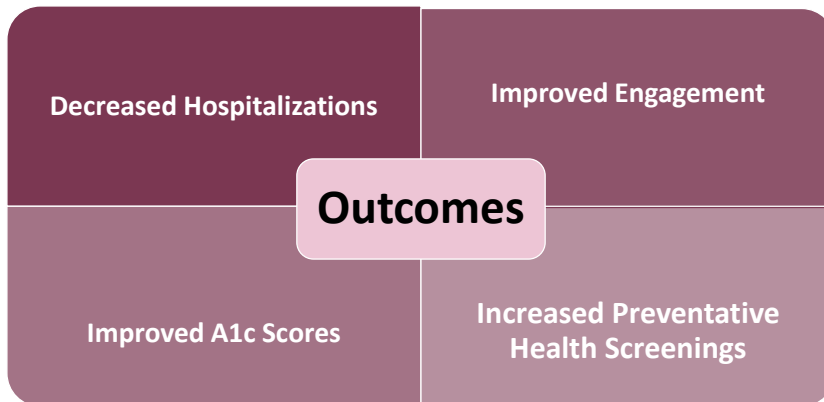 Decreased Hospitalizations
Improved Engagement
Outcomes
Improved A1c Scores
Increased Preventative
Health Screenings